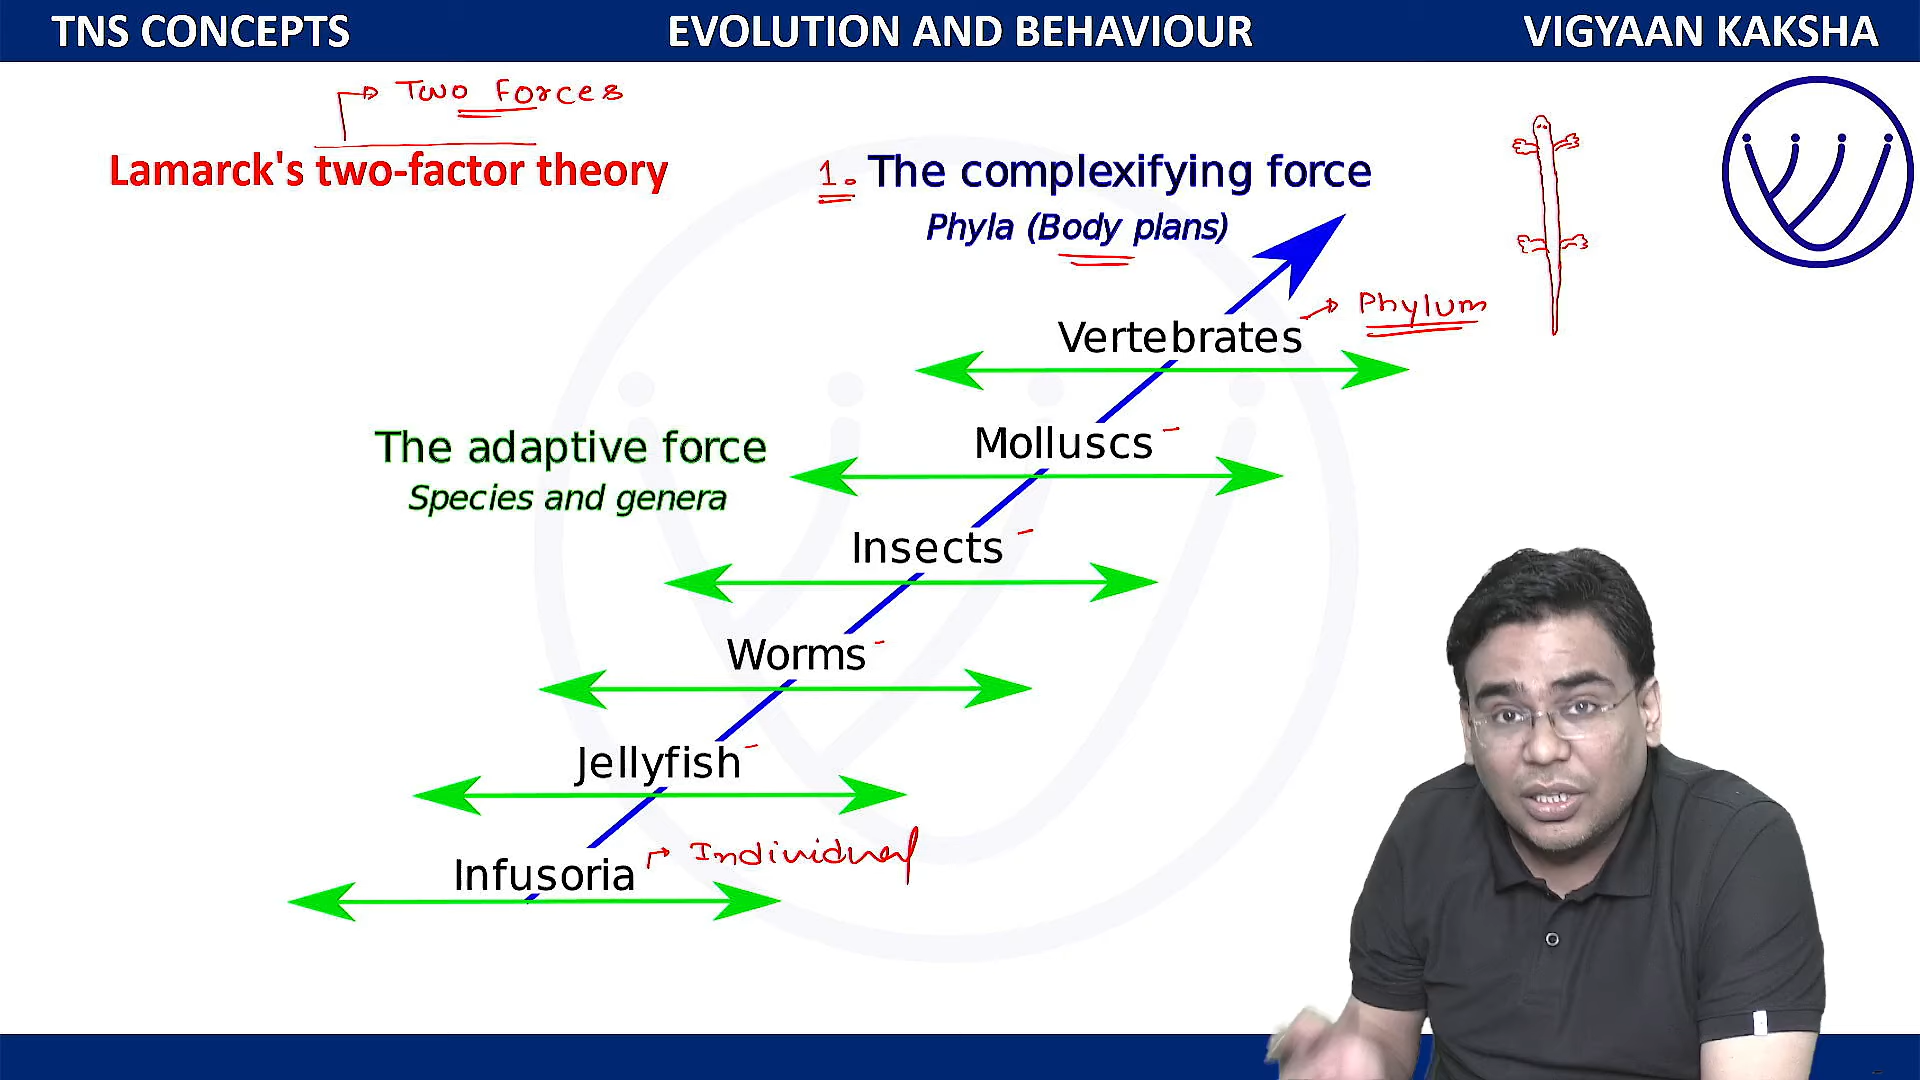 TNS CONCEPTS
EVOLUTION AND BEHAVIOUR
VIGYAAN KAKSHA
Two Forces
Lamarck's two-factor theory
1. The complexifying force
Phyla (Body plans)
Phylum
Vertebrates
Molluscs
The adaptive force
Species and genera
Insects
Worms
Jellyfish
Individual
Infusoria